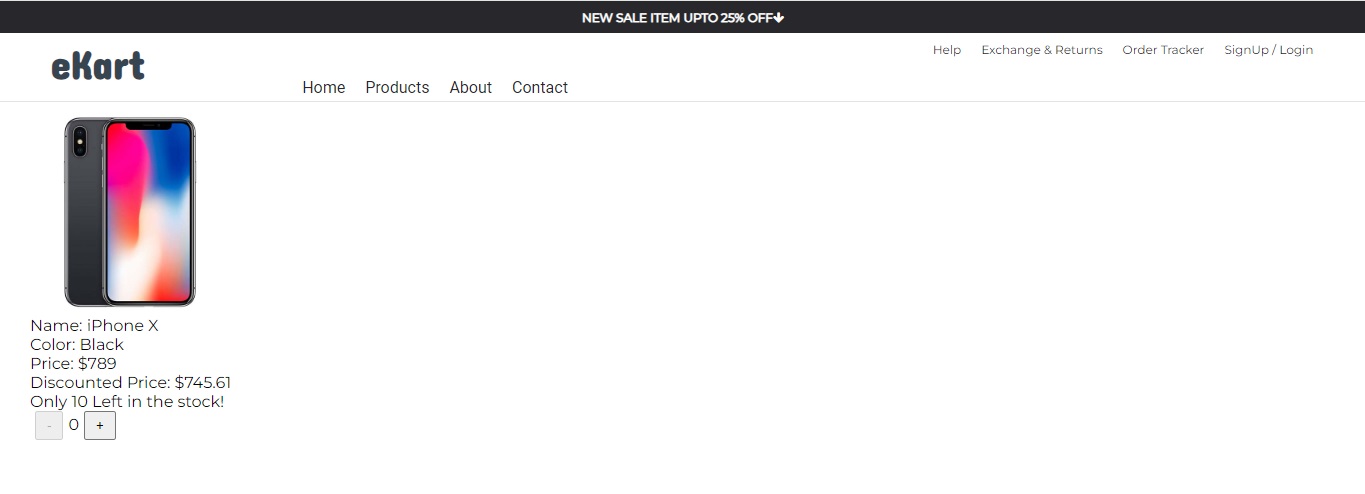 NEW SALE ITEM UPTO 25% OFF
eKart
Help Exchange & Returns Order Tracker SignUp / Login
Home Products About Contact
Name: iPhone X
Color: Black
Price: $789
Discounted Price: $745.61
Only 10 Left in the stock!
- 0 +